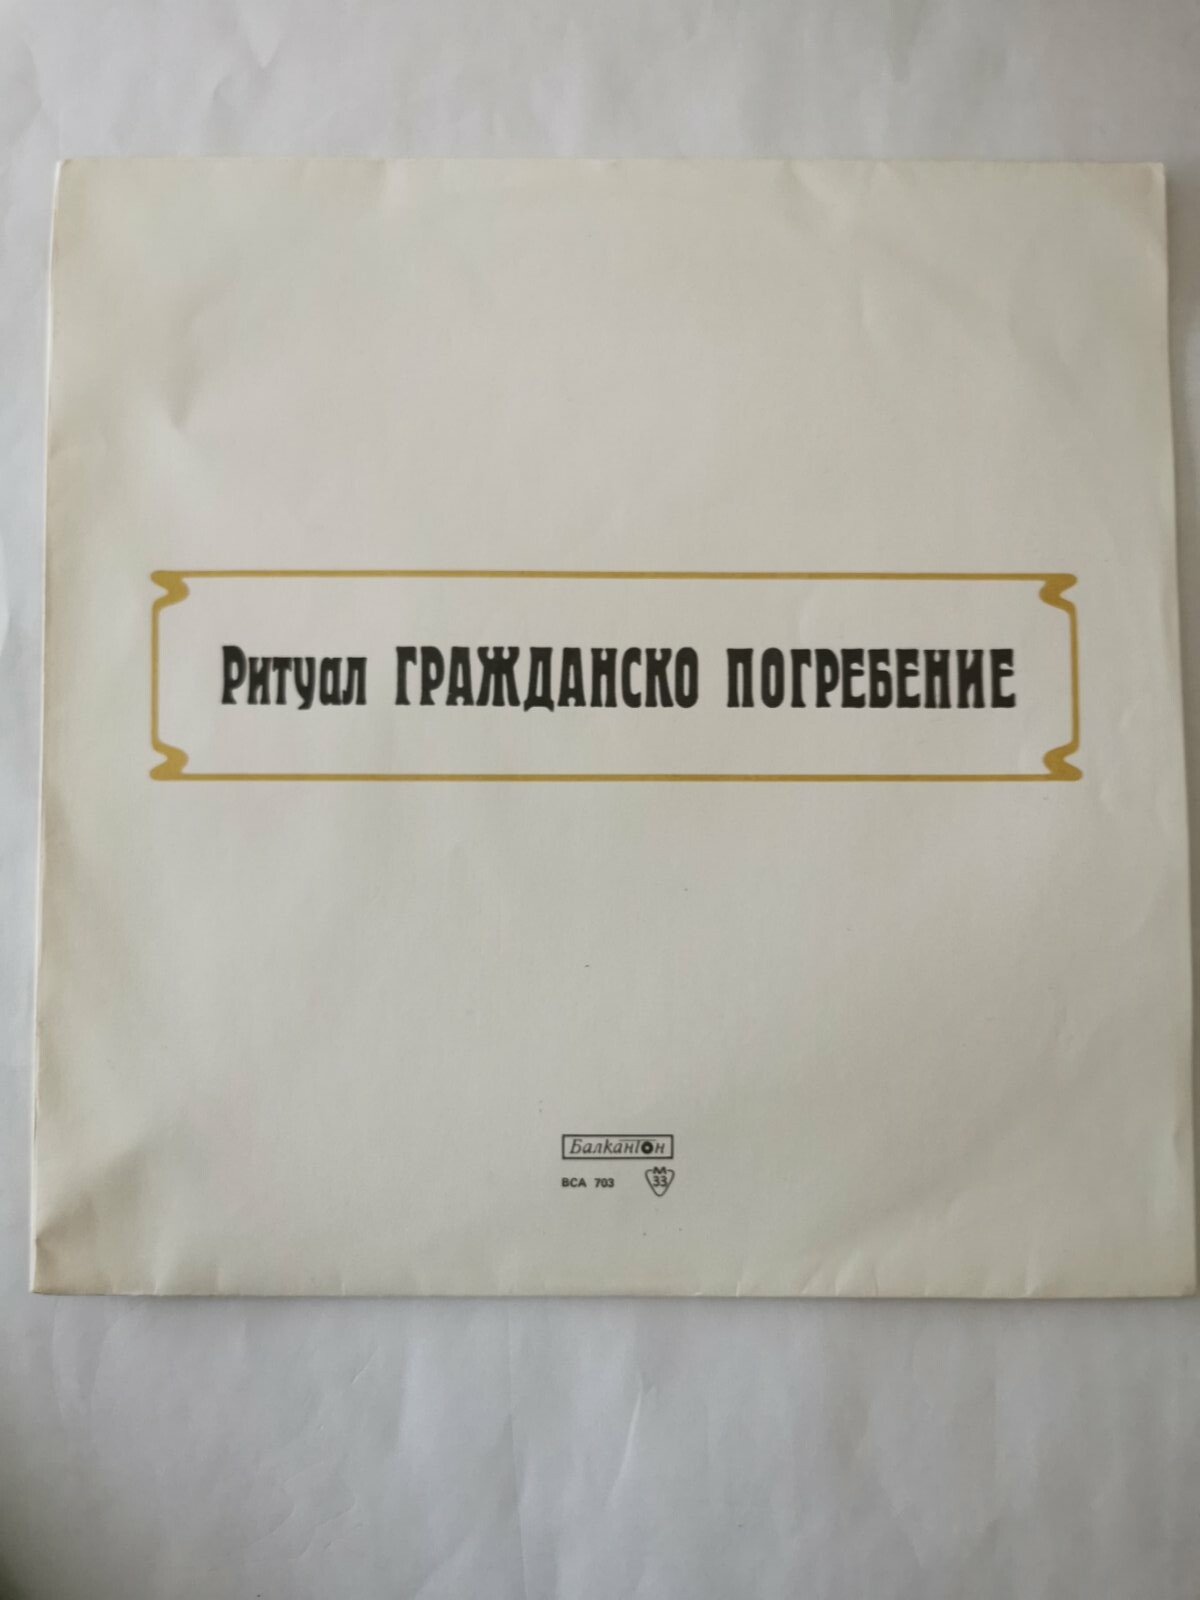 Ритуал ГРАЖДАНСКО ПОГРЕБЕНИЕ
Балкантон
ВСА 703
М
33